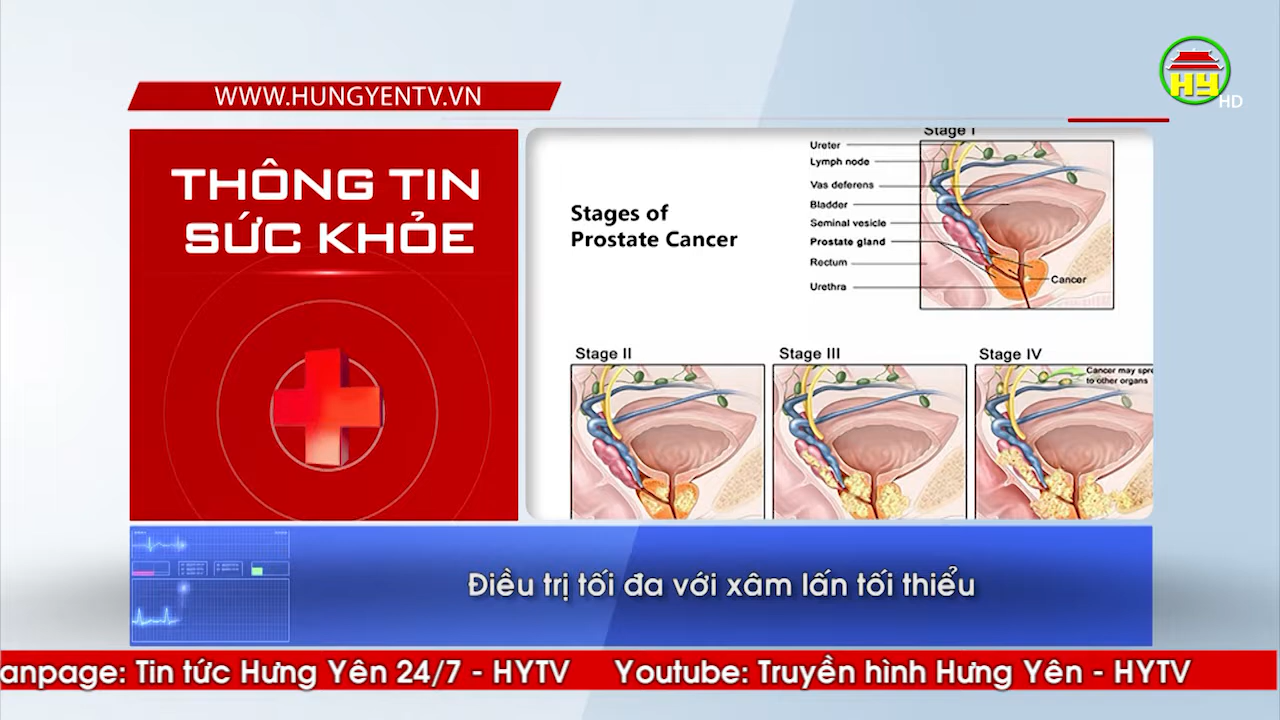 WWW.HUNGYENTV.VN
HY
HD
THÔNG TIN
SỨC KHỎE
Stages of
Prostate Cancer
Stage I
Ureter
Lymph node
Vas deferens
Bladder
Seminal vesicle
Prostate gland
Rectum
Urethra
Cancer
Stage II
Stage III
Stage IV
Cancer may spre
to other organs
Điều trị tối đa với xâm lấn tối thiểu
anpage: Tin tức Hưng Yên 24/7 - HYTV Youtube: Truyền hình Hưng Yên - HYTV